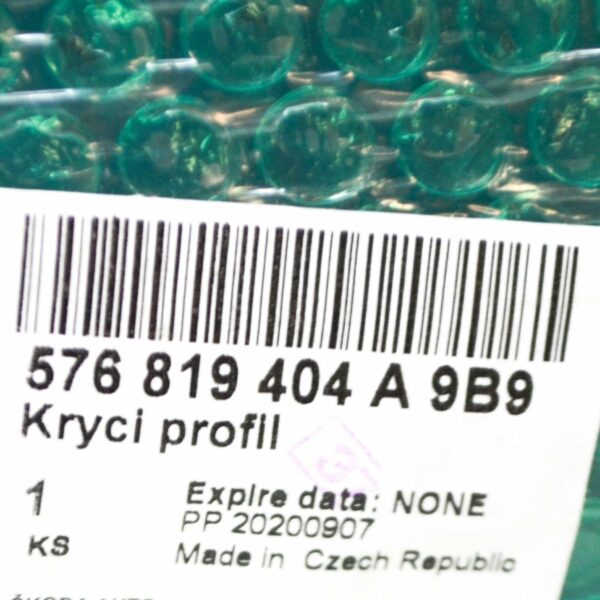 576 819 404 A 9B9
Kryci profil
1
Expire data: NONE
PP 20200907
KS
Made in Czech Republic